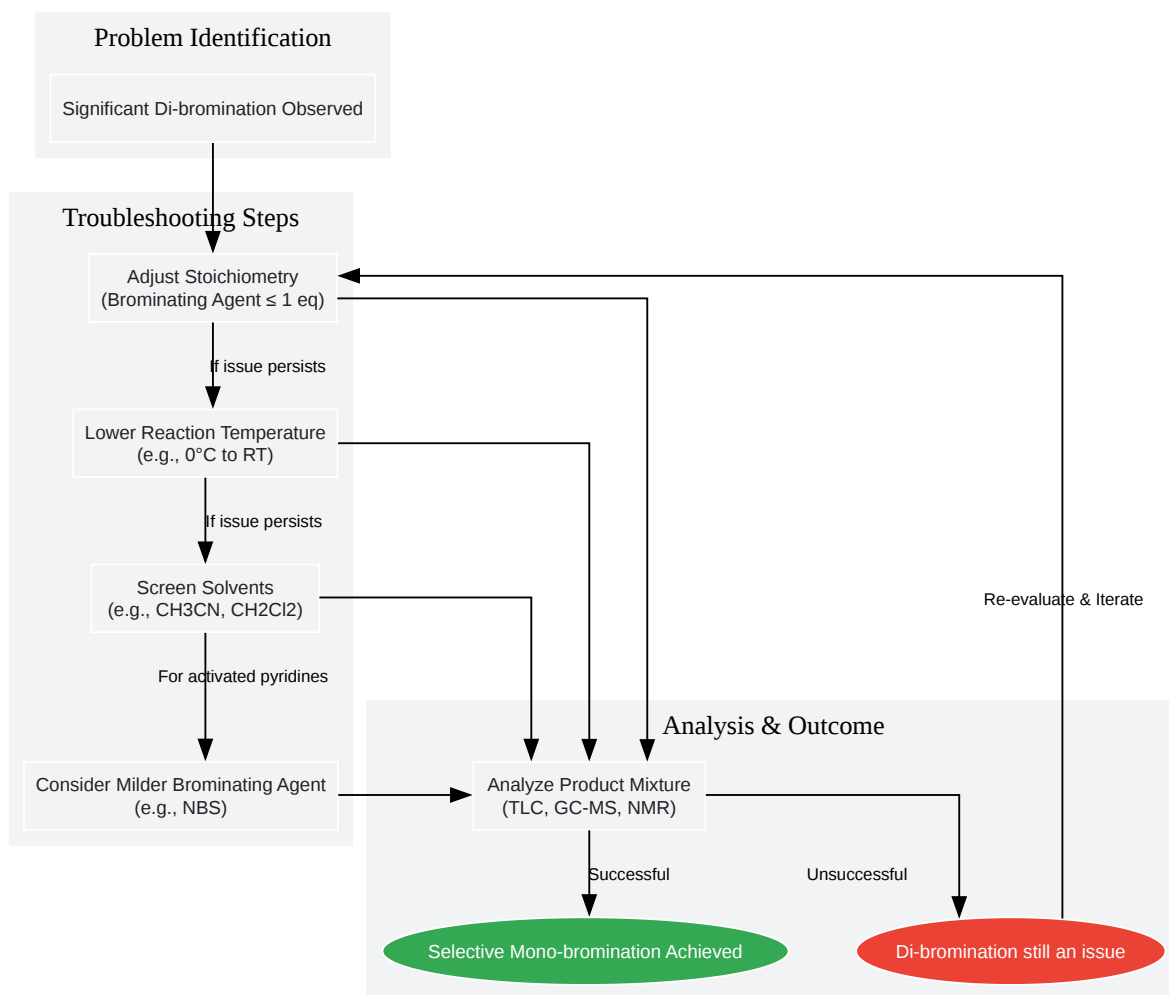 Problem Identification
Significant Di-bromination Observed
Troubleshooting Steps
Adjust Stoichiometry
(Brominating Agent ≤ 1 eq)
If issue persists
Lower Reaction Temperature
(e.g., 0°C to RT)
If issue persists
Screen Solvents
(e.g., CH3CN, CH2Cl2)
For activated pyridines
Consider Milder Brominating Agent
(e.g., NBS)
Re-evaluate & Iterate
Analysis & Outcome
Analyze Product Mixture
(TLC, GC-MS, NMR)
Successful
Unsuccessful
Selective Mono-bromination Achieved
Di-bromination still an issue